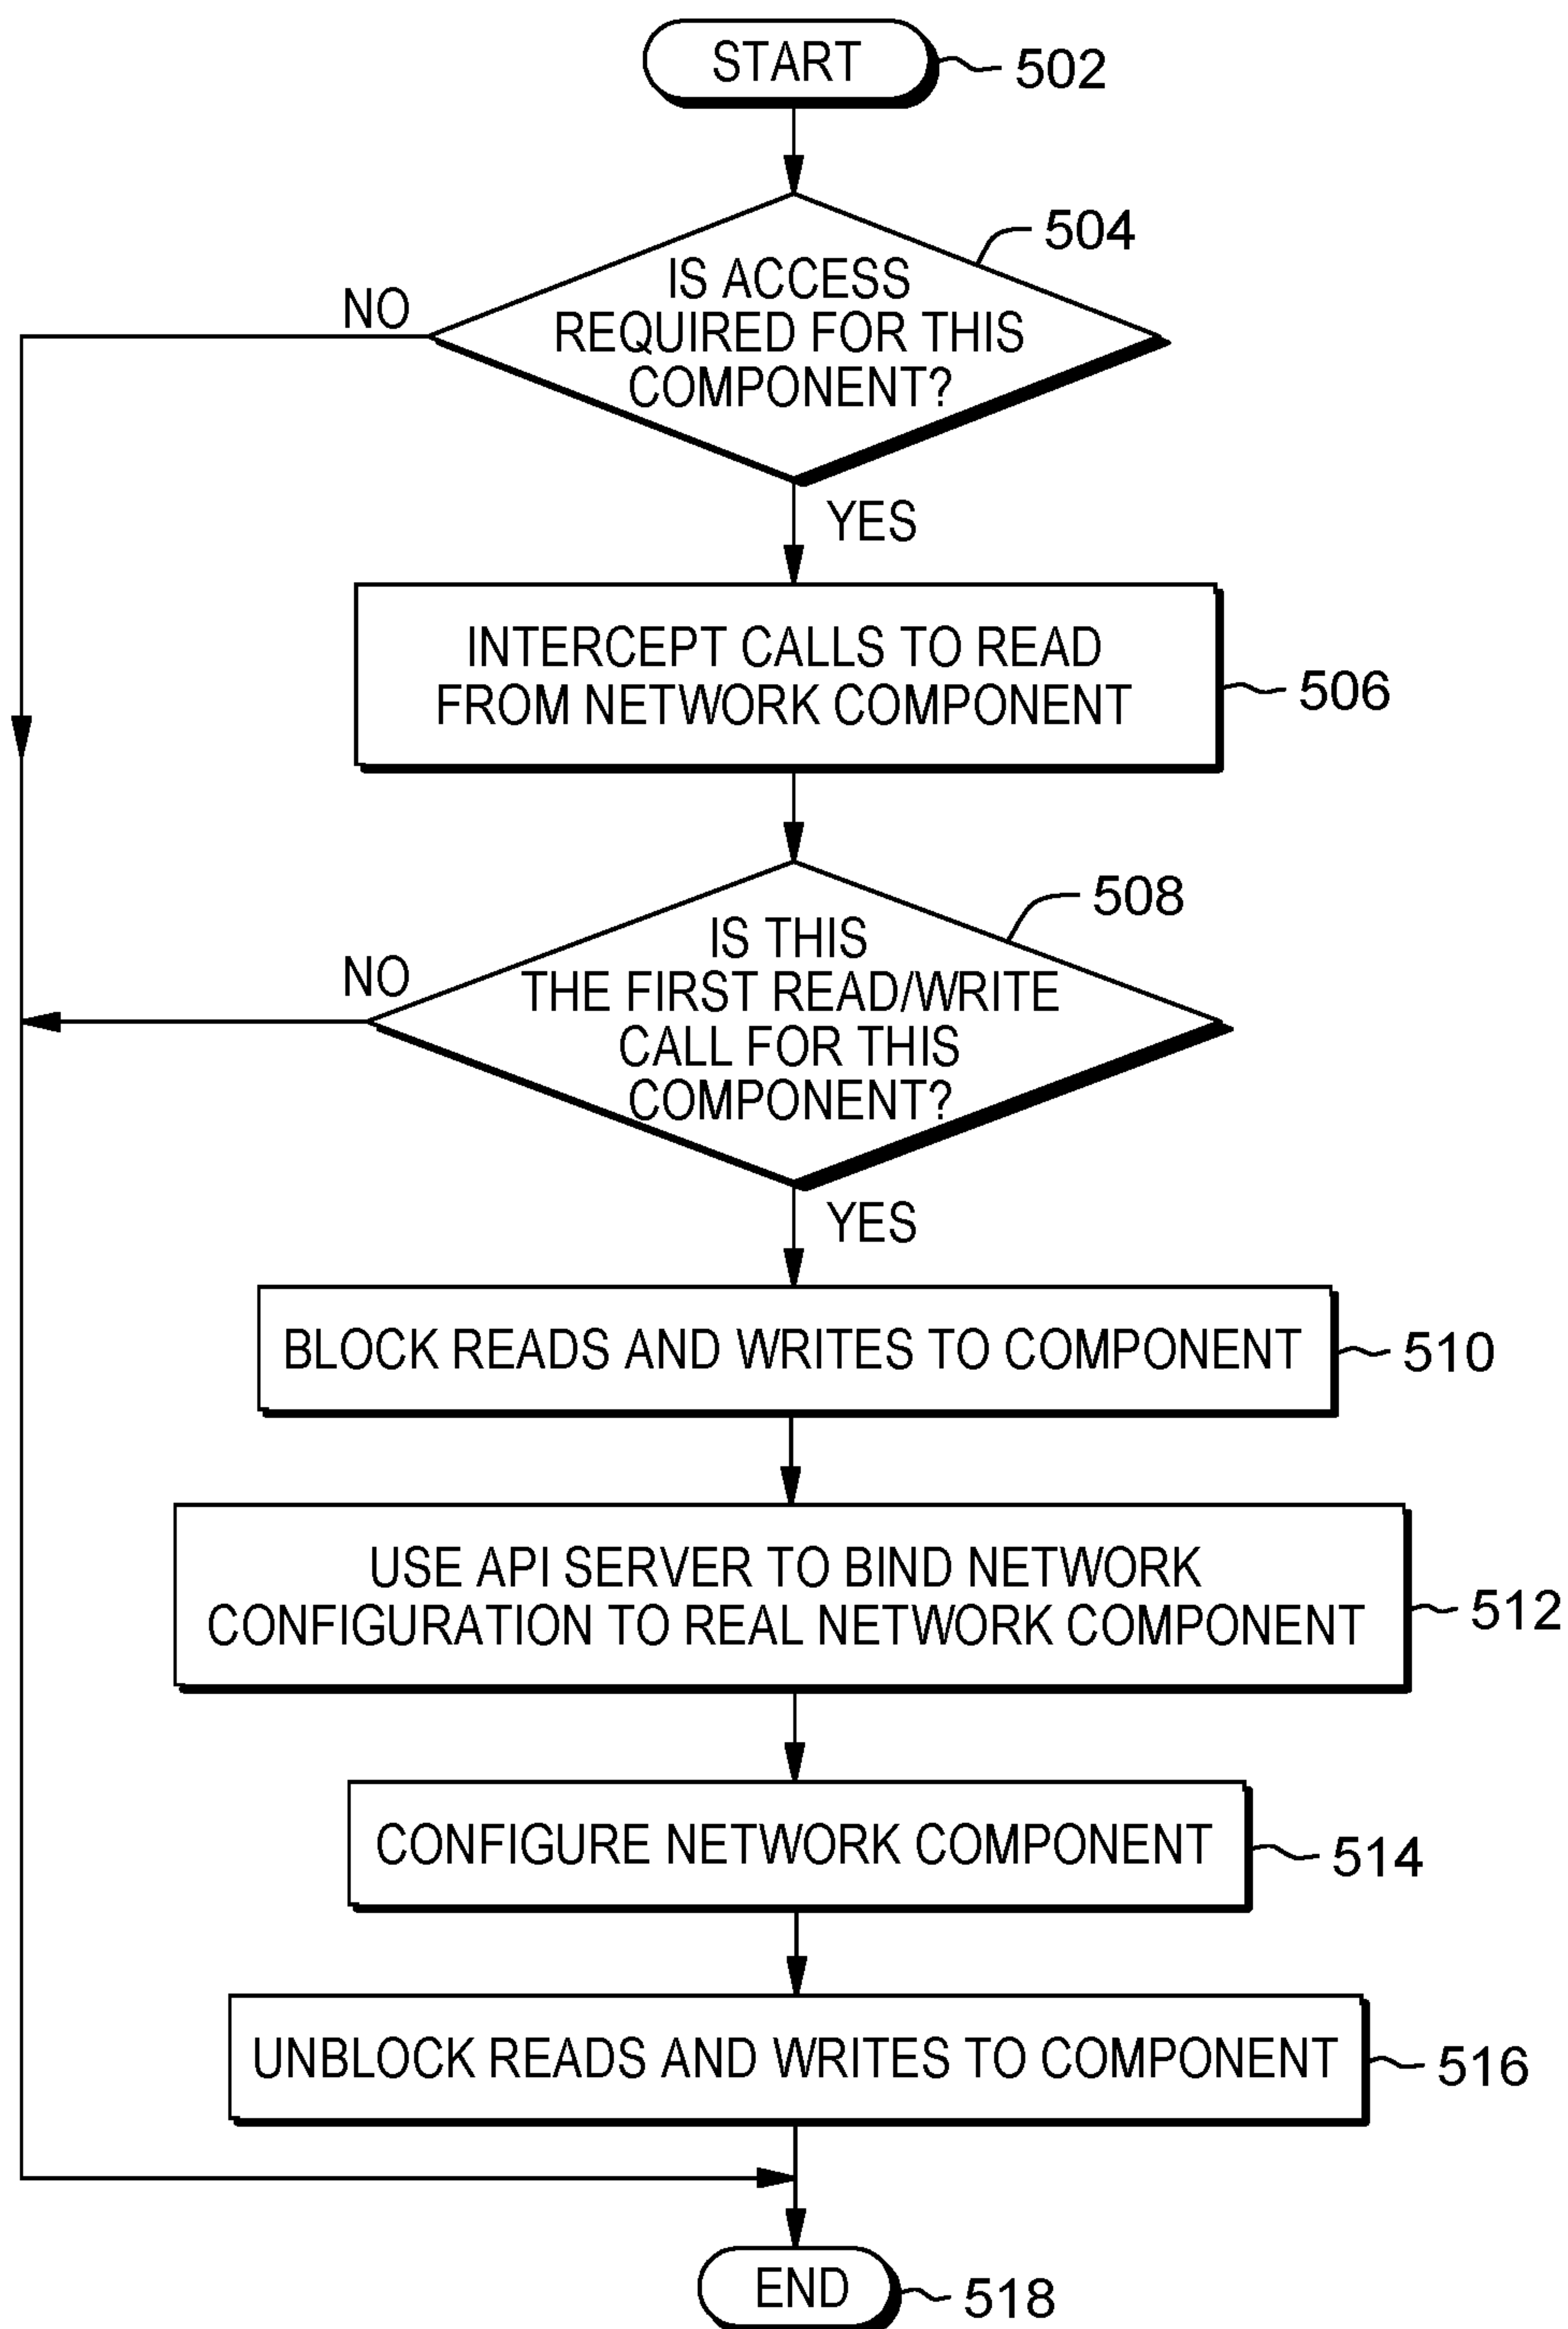 START
502
504
IS ACCESS
REQUIRED FOR THIS
COMPONENT?
NO
YES
INTERCEPT CALLS TO READ
FROM NETWORK COMPONENT
506
508
IS THIS
THE FIRST READ/WRITE
CALL FOR THIS
COMPONENT?
NO
YES
BLOCK READS AND WRITES TO COMPONENT
510
USE API SERVER TO BIND NETWORK
CONFIGURATION TO REAL NETWORK COMPONENT
512
CONFIGURE NETWORK COMPONENT
514
UNBLOCK READS AND WRITES TO COMPONENT
516
END
518